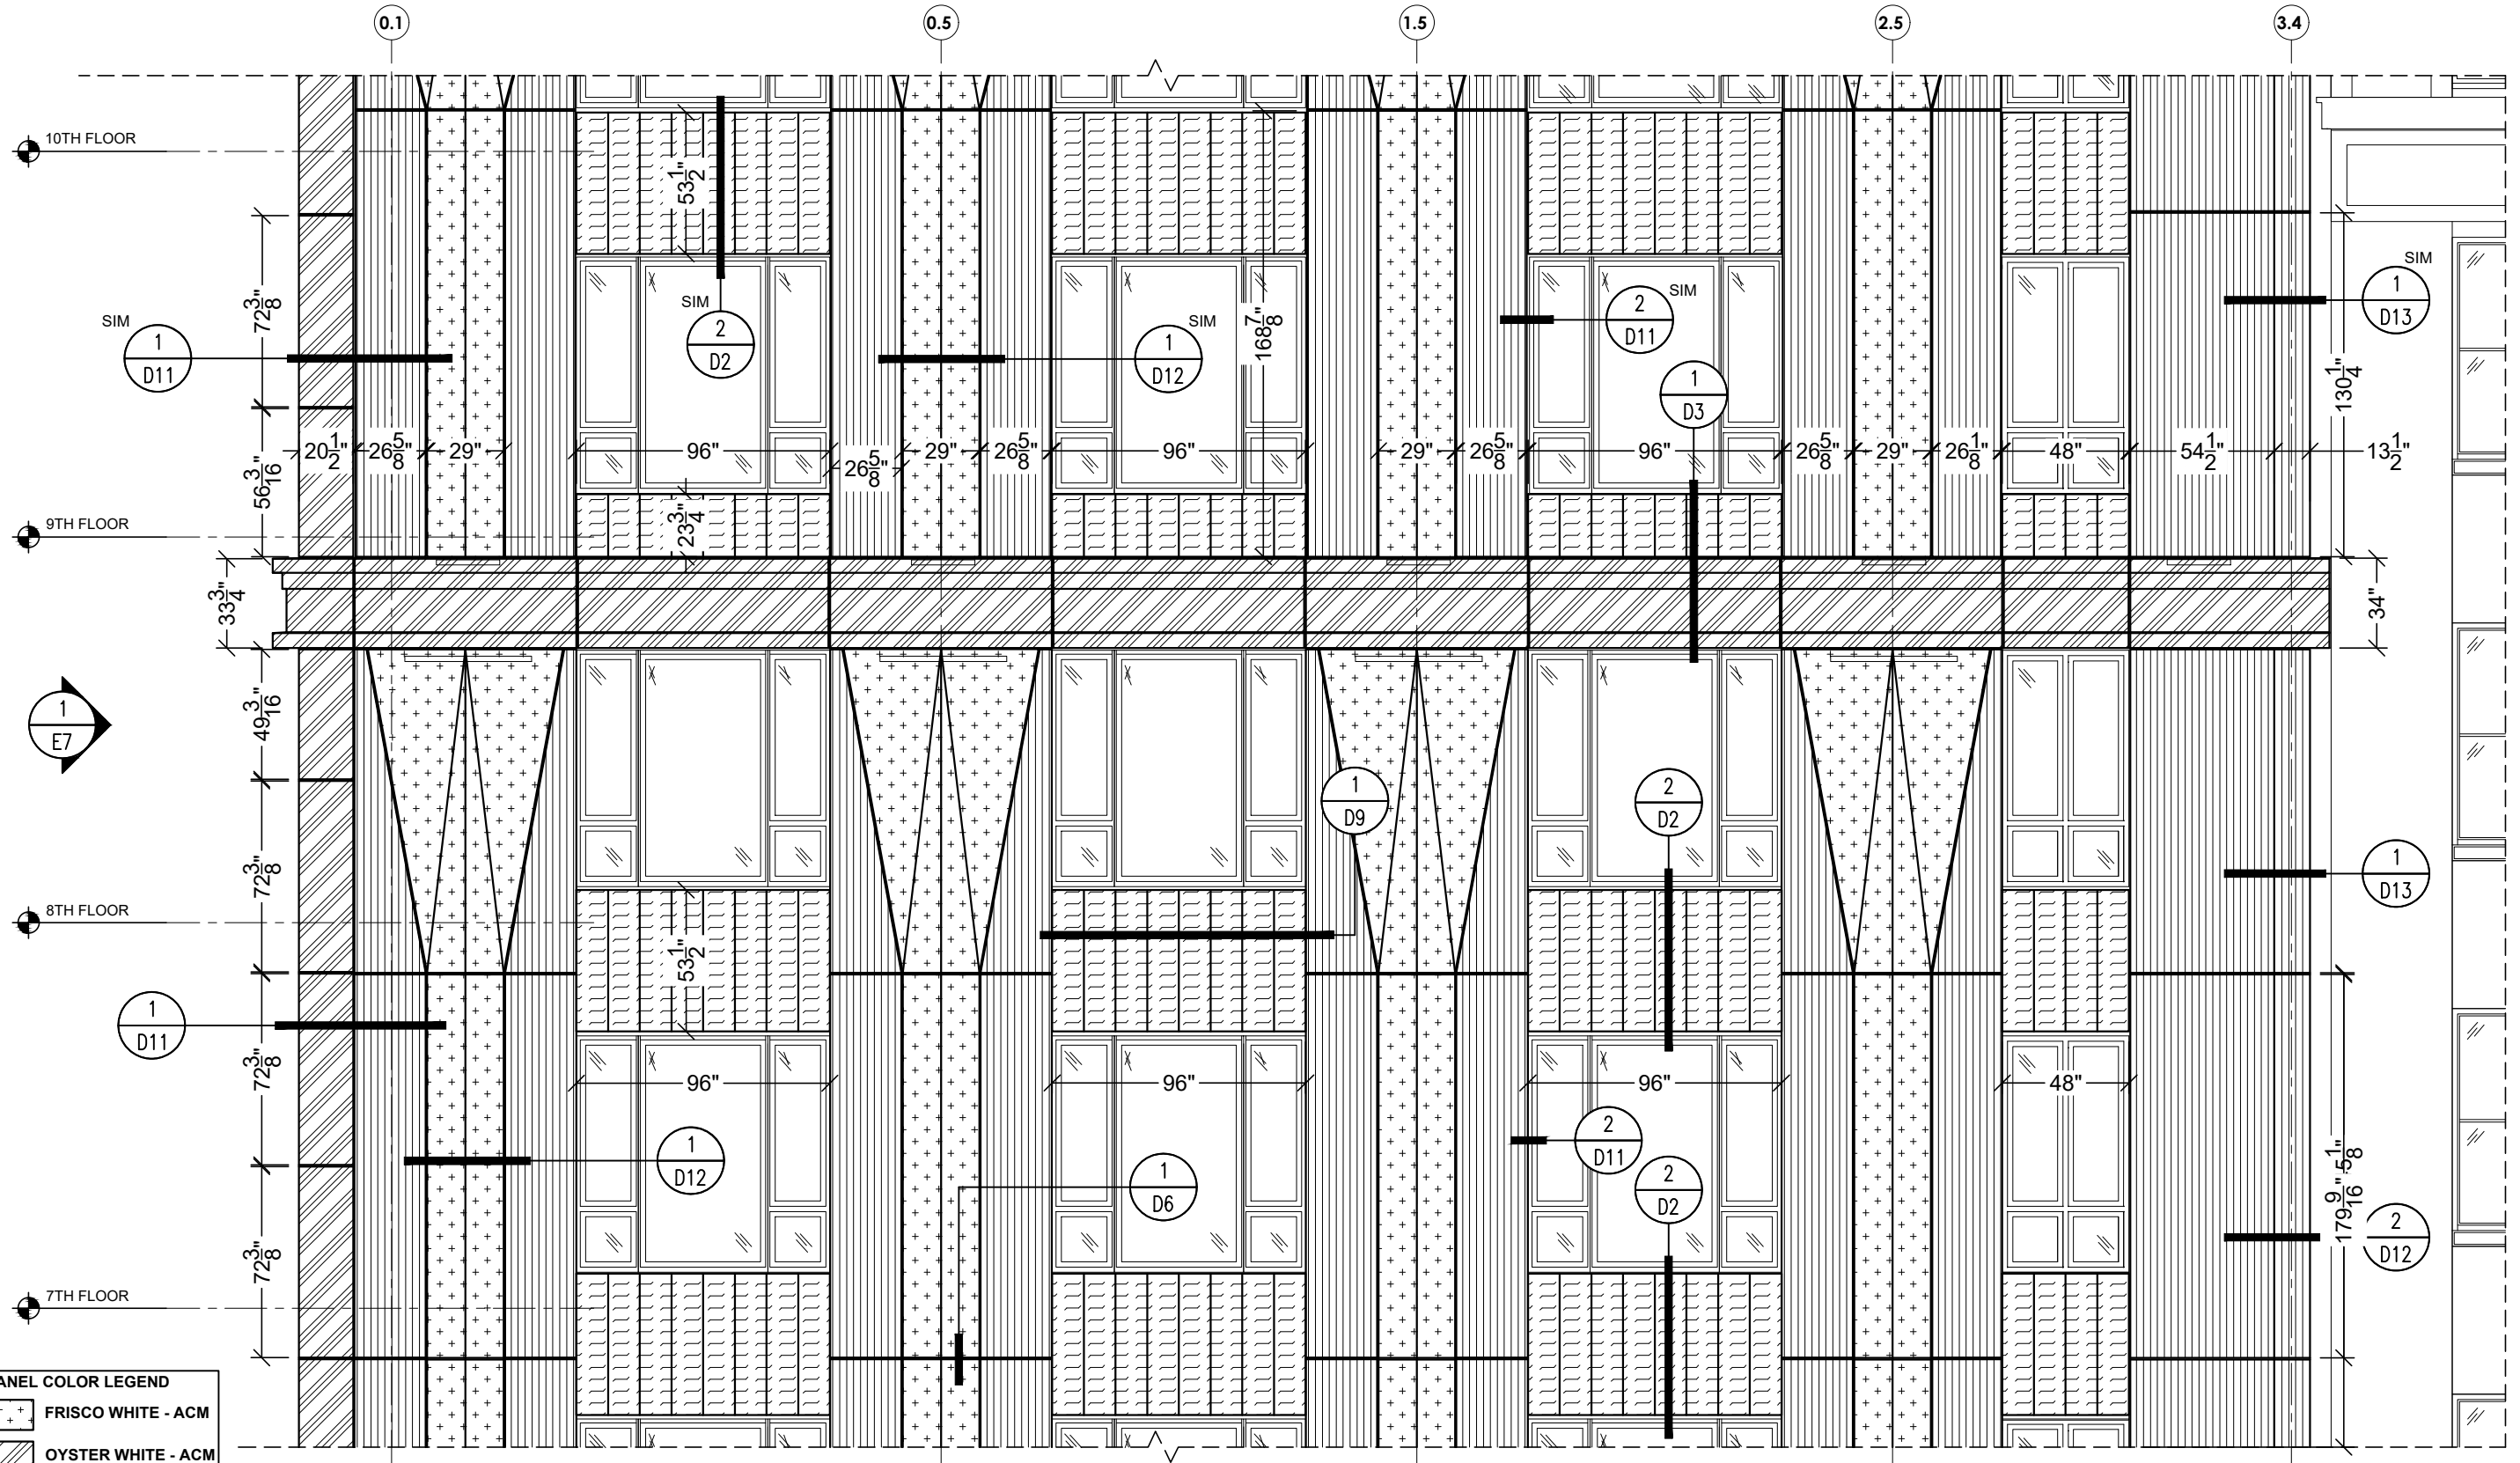 0.1 0.5 1.5 2.5 3.4
10TH FLOOR
53 1/2"
72 3/8"
SIM
1
D11
SIM
2
D2
SIM
1
D12
168 7/8"
SIM
2
D11
1
D3
SIM
1
D13
130 1/4"
56 3/16"
20 1/2" 26 5/8" 29" 96" 26 5/8" 29" 26 5/8" 96" 29" 26 5/8" 96" 26 5/8" 29" 26 1/8" 48" 54 1/2" 13 1/2"
9TH FLOOR
23 3/4"
33 3/4"
34"
1
E7
49 3/16"
1
D9
2
D2
72 3/8"
1
D13
8TH FLOOR
53 1/2"
1
D11
72 3/8"
96" 96" 96" 48"
1
D12
1
D6
2
D11
2
D2
179 9/16"
5 1/8"
2
D12
72 3/8"
7TH FLOOR
ANEL COLOR LEGEND
FRISCO WHITE - ACM
OYSTER WHITE - ACM